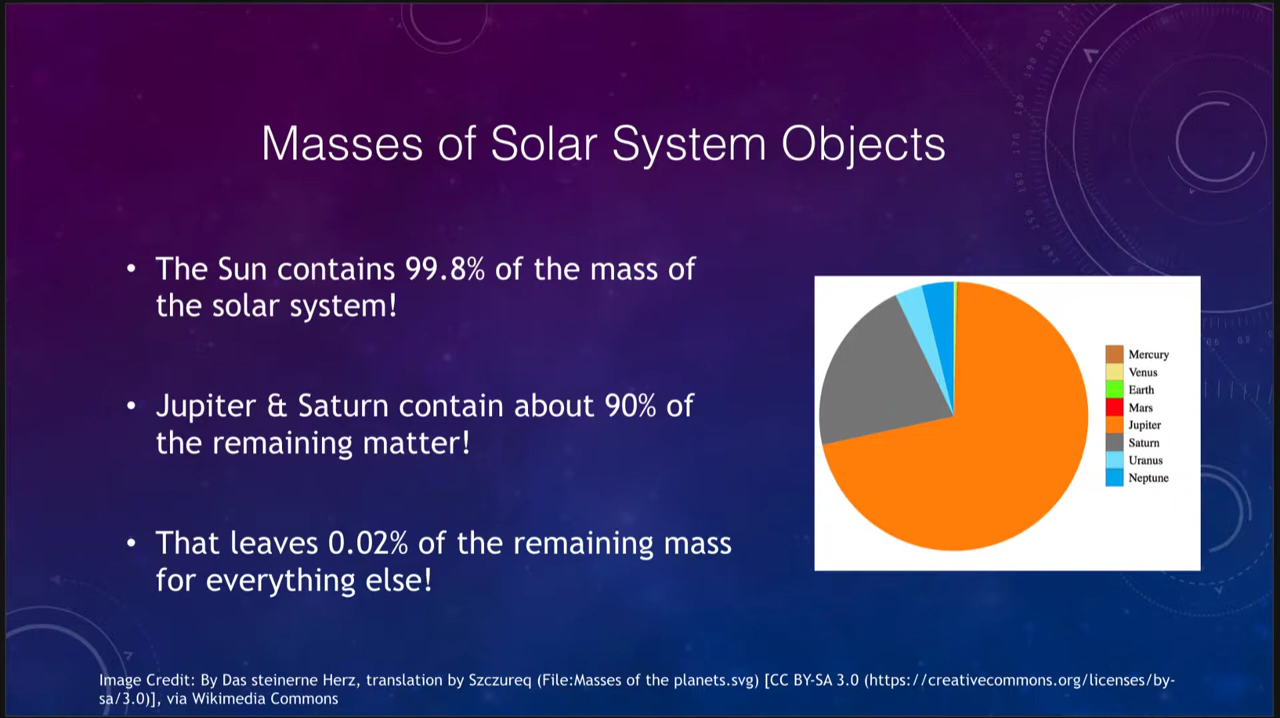 Masses of Solar System Objects
• The Sun contains 99.8% of the mass of
the solar system!
• Jupiter & Saturn contain about 90% of
the remaining matter!
• That leaves 0.02% of the remaining mass
for everything else!
Mercury
Venus
Earth
Mars
Jupiter
Saturn
Uranus
Neptune
Image Credit: By Das steinerne Herz, translation by Szczureq (File:Masses of the planets.svg) [CC BY-SA 3.0 (https://creativecommons.org/licenses/by-
sa/3.0)], via Wikimedia Commons